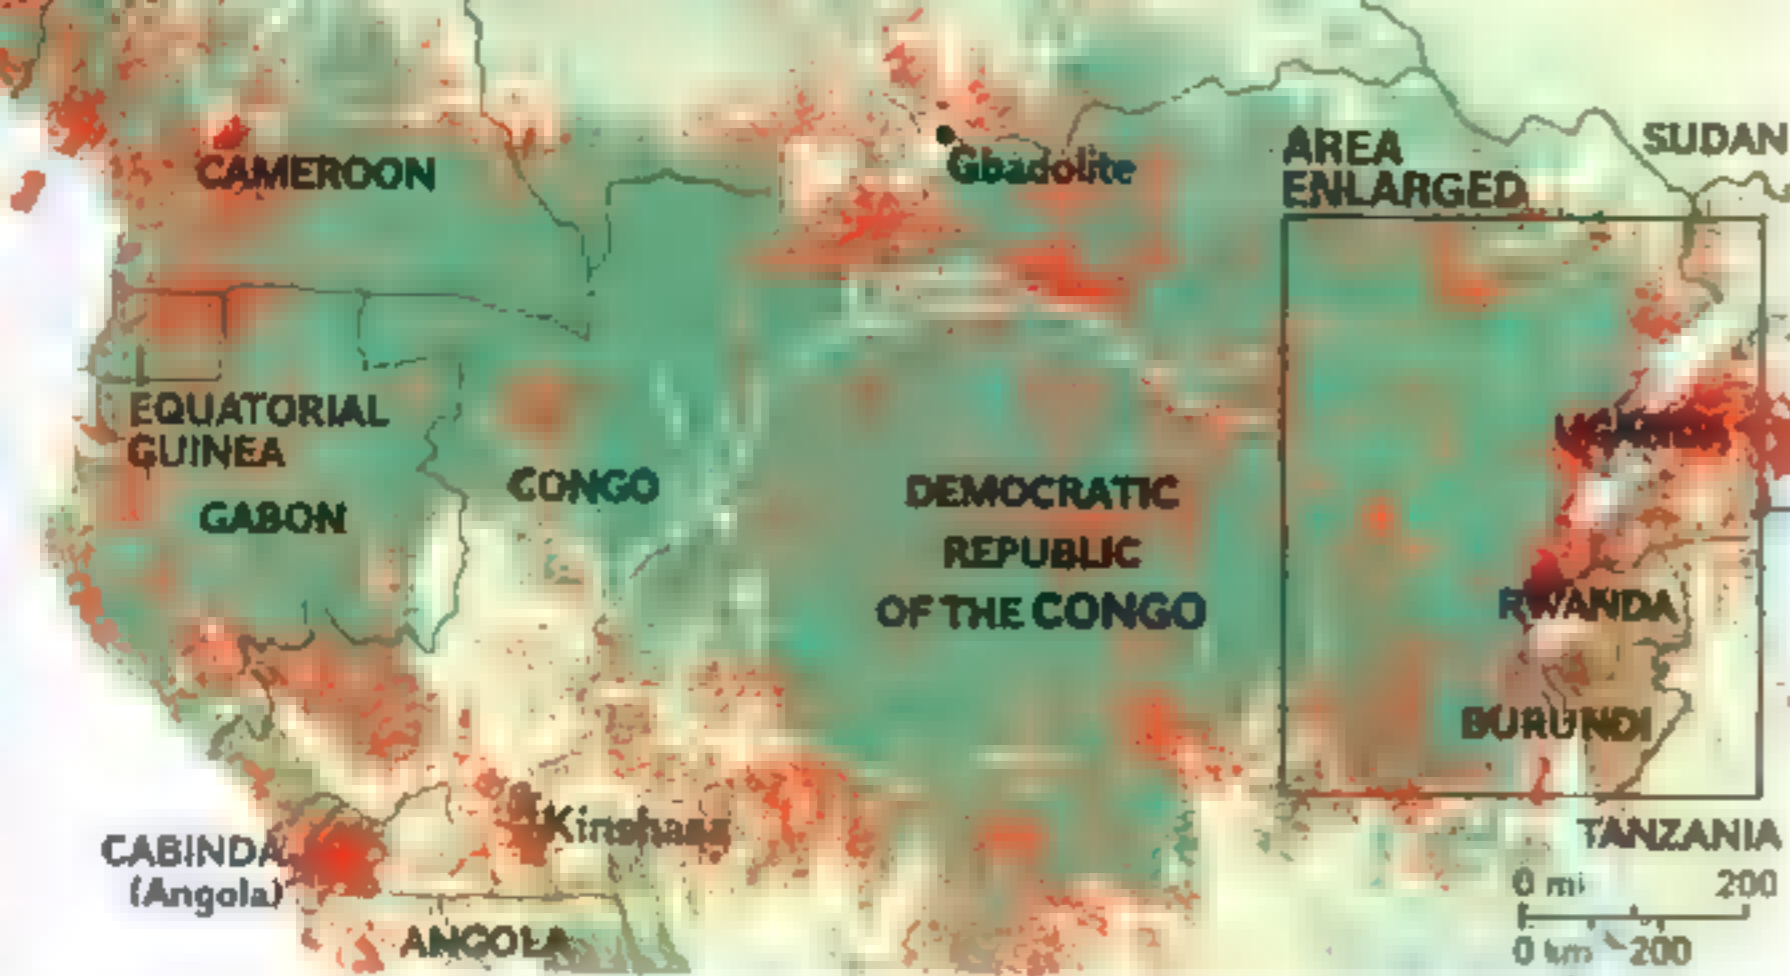 SUDAN
AREA
ENLARGED
CAMEROON
Gbadolite
EQUATORIAL
GUINEA
UGANDA
GABON
CONGO
DEMOCRATIC
REPUBLIC
OF THE CONGO
RWANDA
BURUNDI
Kinshasa
TANZANIA
CABINDA
(Angola)
0 mi 200
ANGOLA
0 km 200